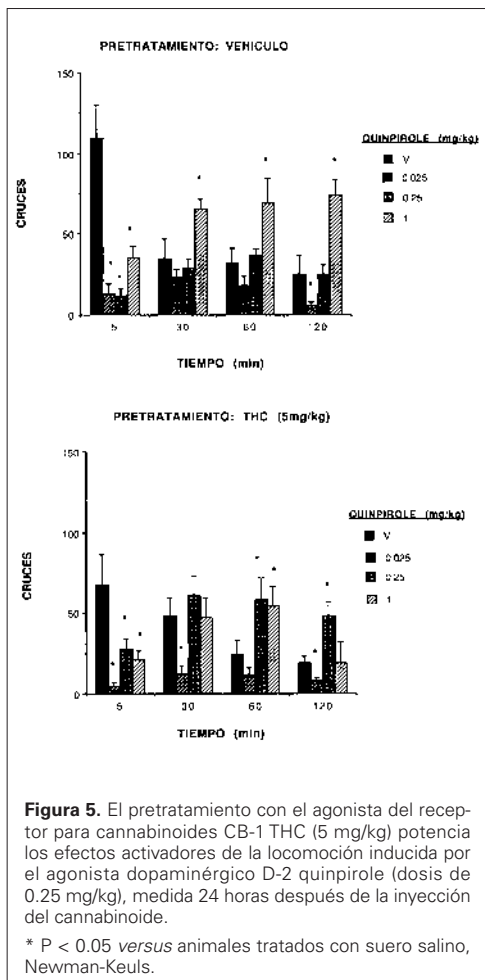 PRETRATAMIENTO: VEHICULO
150
100
50
0
CRUCES
5 30 60 120
TIEMPO (min)
QUINPIROLE (mg/kg)
V
0.025
0.25
1
PRETRATAMIENTO: THC (5mg/kg)
150
100
50
0
CRUCES
5 30 60 120
TIEMPO (min)
QUINPIROLE (mg/kg)
V
0.025
0.25
1
Figura 5. El pretratamiento con el agonista del recep-
tor para cannabinoides CB-1 THC (5 mg/kg) potencia
los efectos activadores de la locomoción inducida por
el agonista dopaminérgico D-2 quinpirole (dosis de
0.25 mg/kg), medida 24 horas después de la inyección
del cannabinoide.
* P < 0.05 versus animales tratados con suero salino,
Newman-Keuls.